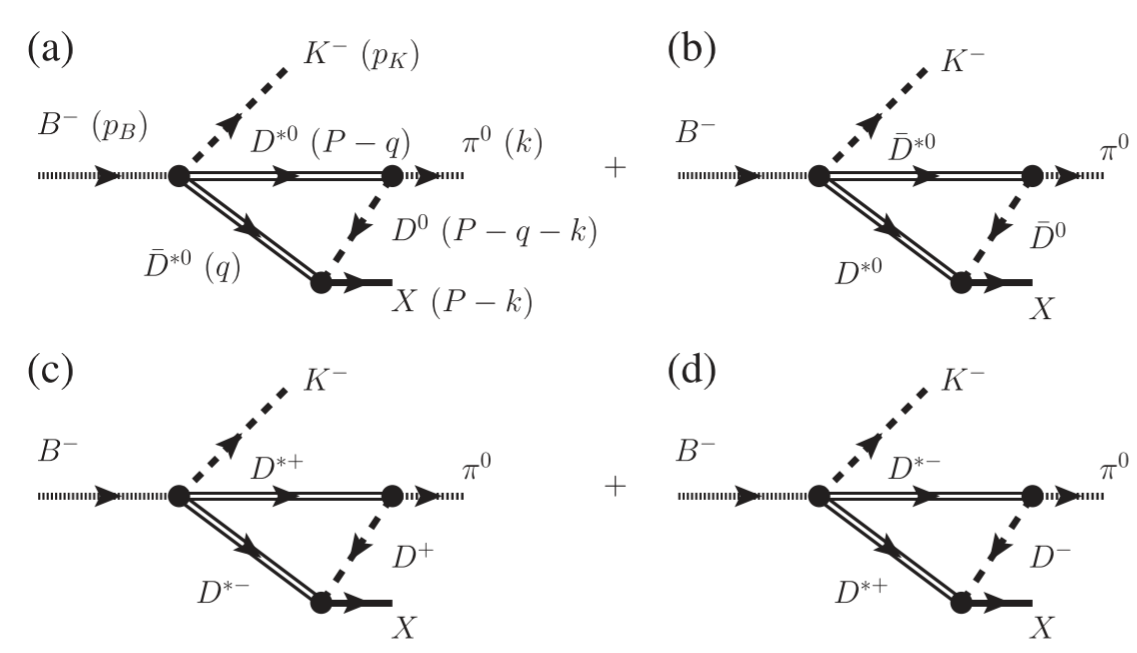 (a)
K⁻ (p_K)
B⁻ (p_B)
D*⁰ (P − q)
π⁰ (k)
D⁰ (P − q − k)
D̄*⁰ (q)
X (P − k)
+
(b)
K⁻
B⁻
D̄*⁰
π⁰
D̄⁰
D*⁰
X
(c)
K⁻
B⁻
D*⁺
π⁰
D⁺
D*⁻
X
+
(d)
K⁻
B⁻
D*⁻
π⁰
D⁻
D*⁺
X